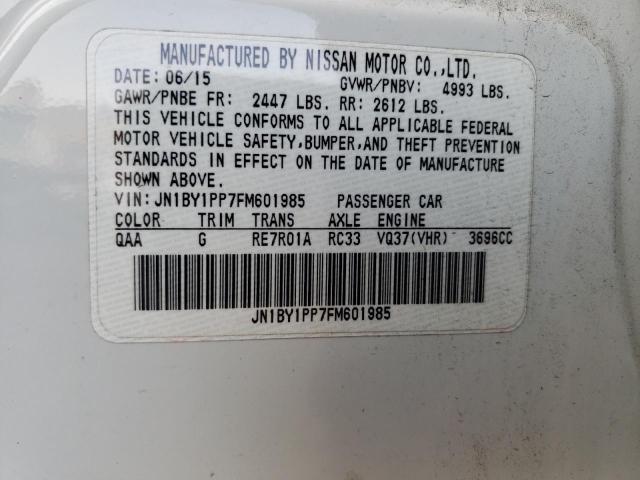 MANUFACTURED BY NISSAN MOTOR CO.,LTD.
DATE: 06/15 GVWR/PNBV: 4993 LBS.
GAWR/PNBE FR: 2447 LBS. RR: 2612 LBS.
THIS VEHICLE CONFORMS TO ALL APPLICABLE FEDERAL
MOTOR VEHICLE SAFETY,BUMPER,AND THEFT PREVENTION
STANDARDS IN EFFECT ON THE DATE OF MANUFACTURE
SHOWN ABOVE.
VIN: JN1BY1PP7FM601985 PASSENGER CAR
COLOR TRIM TRANS AXLE ENGINE
QAA G RE7R01A RC33 VQ37(VHR) 3696CC
JN1BY1PP7FM601985